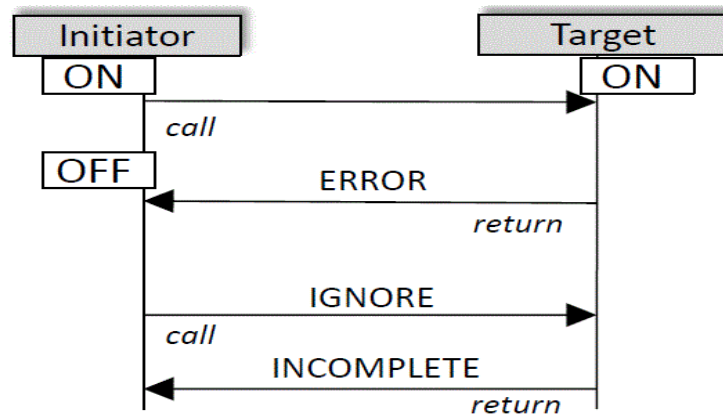 Initiator
Target
ON
ON
call
OFF
ERROR
return
IGNORE
call
INCOMPLETE
return